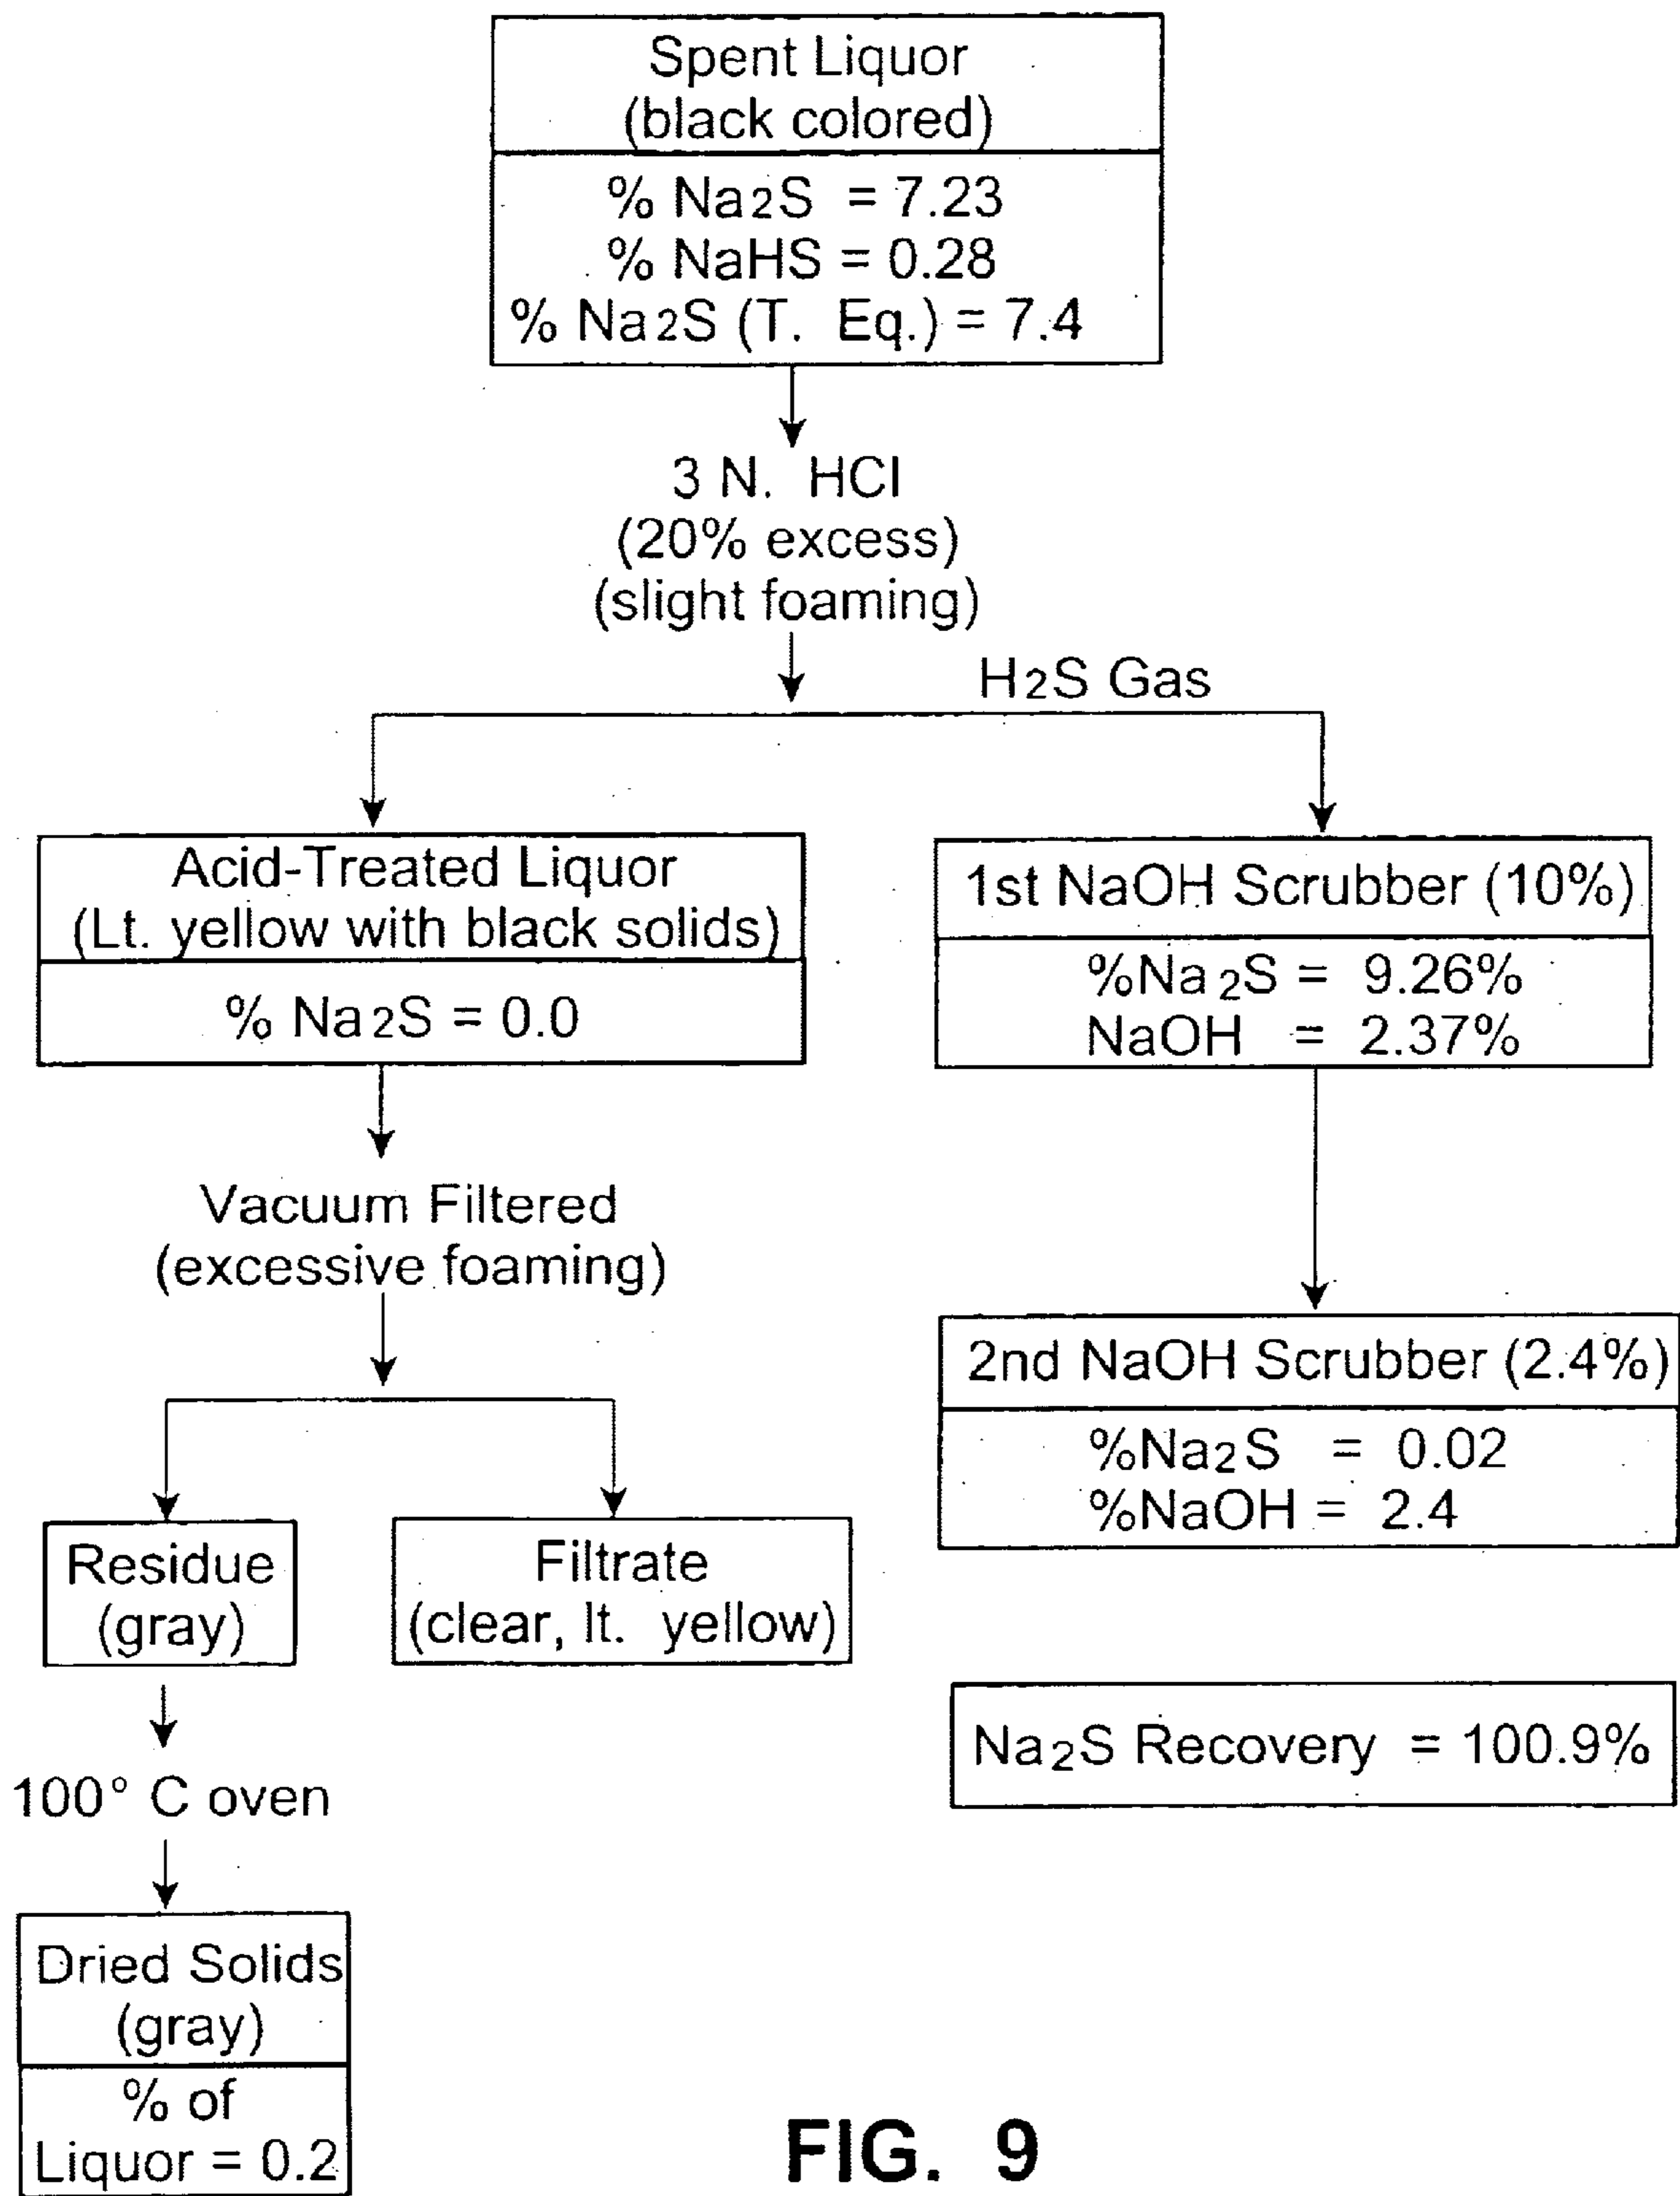 Spent Liquor
(black colored)
% Na2S = 7.23
% NaHS = 0.28
% Na2S (T. Eq.) = 7.4
3 N. HCl
(20% excess)
(slight foaming)
H2S Gas
Acid-Treated Liquor
(Lt. yellow with black solids)
% Na2S = 0.0
1st NaOH Scrubber (10%)
%Na2S = 9.26%
NaOH = 2.37%
Vacuum Filtered
(excessive foaming)
2nd NaOH Scrubber (2.4%)
%Na2S = 0.02
%NaOH = 2.4
Residue
(gray)
Filtrate
(clear, lt. yellow)
Na2S Recovery = 100.9%
100° C oven
Dried Solids
(gray)
% of
Liquor = 0.2
FIG. 9